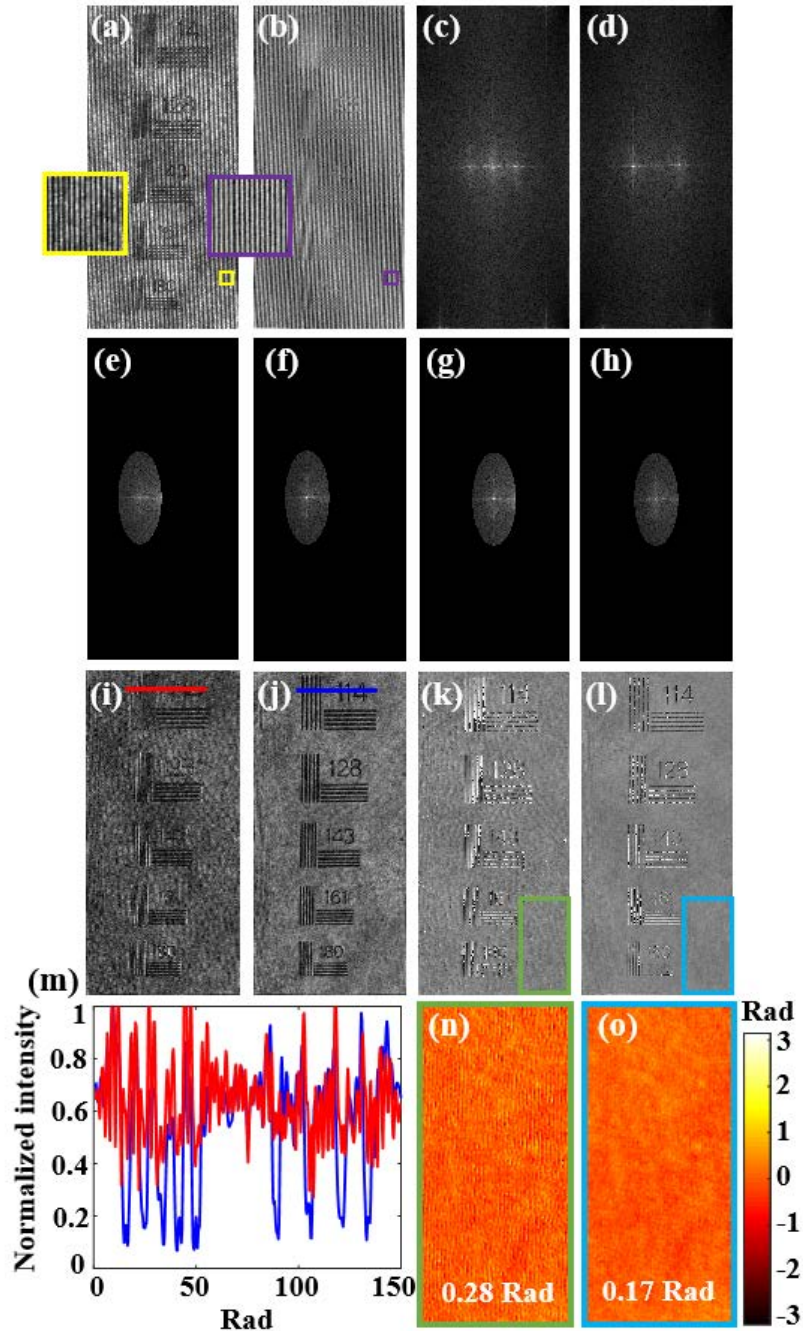 (a) (b) (c) (d)
(e) (f) (g) (h)
(i) (j) (k) (l)
114 114 114
128 128
143
161
180 180
(m) (n) (o)
Normalized intensity
1
0.8
0.6
0.4
0.2
0
0 50 100 150
Rad
0.28 Rad
0.17 Rad
Rad
3
2
1
0
-1
-2
-3